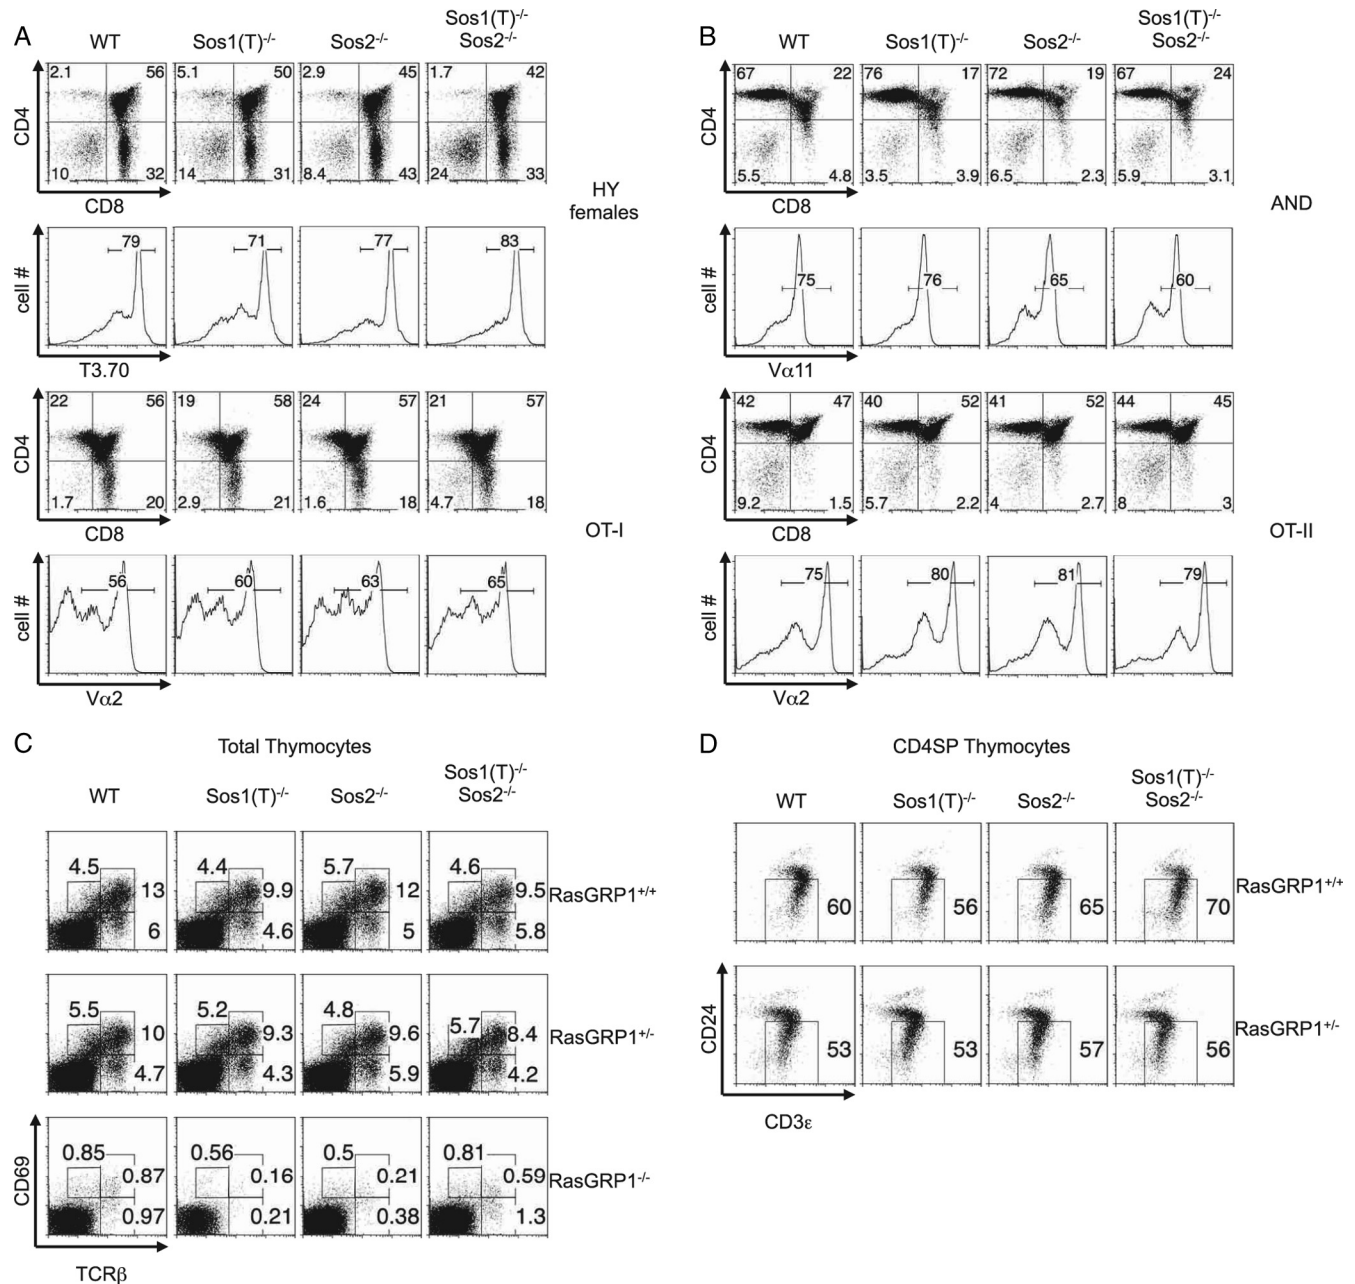 A
WT
Sos1(T)-/-
Sos2-/-
Sos1(T)-/-
Sos2-/-
2.1 56 5.1 50 2.9 45 1.7 42
CD4
10 32 14 31 8.4 43 24 33
CD8
HY
females
79 71 77 83
cell #
T3.70
22 56 19 58 24 57 21 57
CD4
1.7 20 2.9 21 1.6 18 4.7 18
CD8
OT-I
56 60 63 65
cell #
Vα2
B
WT
Sos1(T)-/-
Sos2-/-
Sos1(T)-/-
Sos2-/-
67 22 76 17 72 19 67 24
CD4
5.5 4.8 3.5 3.9 6.5 2.3 5.9 3.1
CD8
AND
75 76 65 60
cell #
Vα11
42 47 40 52 41 52 44 45
CD4
9.2 1.5 5.7 2.2 4 2.7 8 3
CD8
OT-II
75 80 81 79
cell #
Vα2
C
Total Thymocytes
WT
Sos1(T)-/-
Sos2-/-
Sos1(T)-/-
Sos2-/-
4.5 4.4 5.7 4.6
13 9.9 12 9.5 RasGRP1+/+
6 4.6 5 5.8
5.5 5.2 4.8 5.7
10 9.3 9.6 8.4 RasGRP1+/-
4.7 4.3 5.9 4.2
0.85 0.56 0.5 0.81
0.87 0.16 0.21 0.59 RasGRP1-/-
0.97 0.21 0.38 1.3
CD69
TCRβ
D
CD4SP Thymocytes
WT
Sos1(T)-/-
Sos2-/-
Sos1(T)-/-
Sos2-/-
60 56 65 70 RasGRP1+/+
53 53 57 56 RasGRP1+/-
CD24
CD3ε